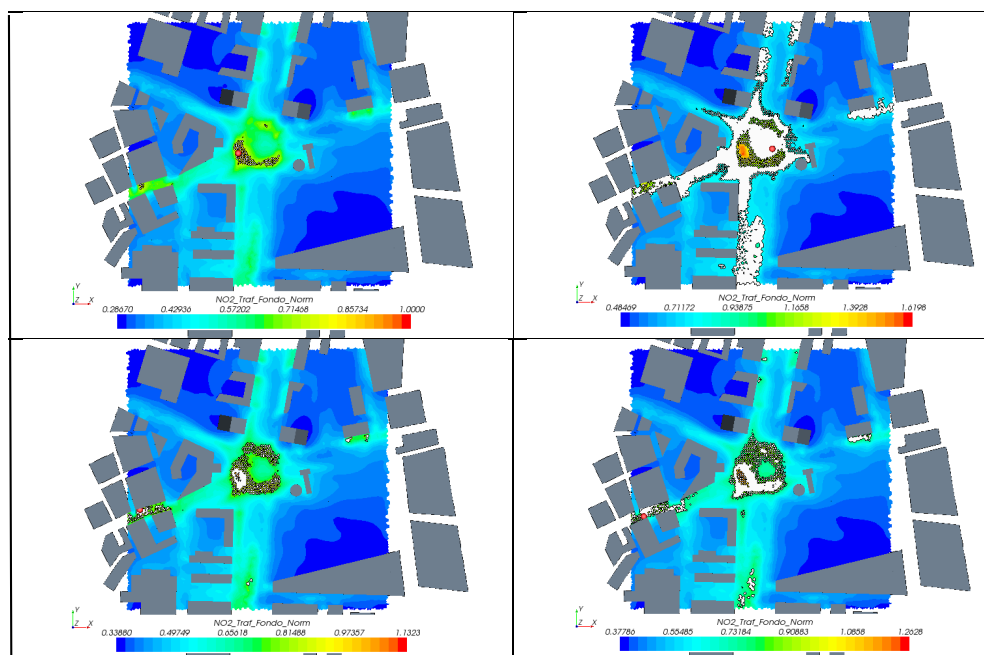 Y
Z X
NO2_Traf_Fondo_Norm
0.28670 0.42936 0.57202 0.71468 0.85734 1.0000
Y
Z X
NO2_Traf_Fondo_Norm
0.48469 0.71172 0.93875 1.1658 1.3928 1.6198
Y
Z X
NO2_Traf_Fondo_Norm
0.33880 0.49749 0.65618 0.81488 0.97357 1.1323
Y
Z X
NO2_Traf_Fondo_Norm
0.37786 0.55485 0.73184 0.90883 1.0858 1.2628